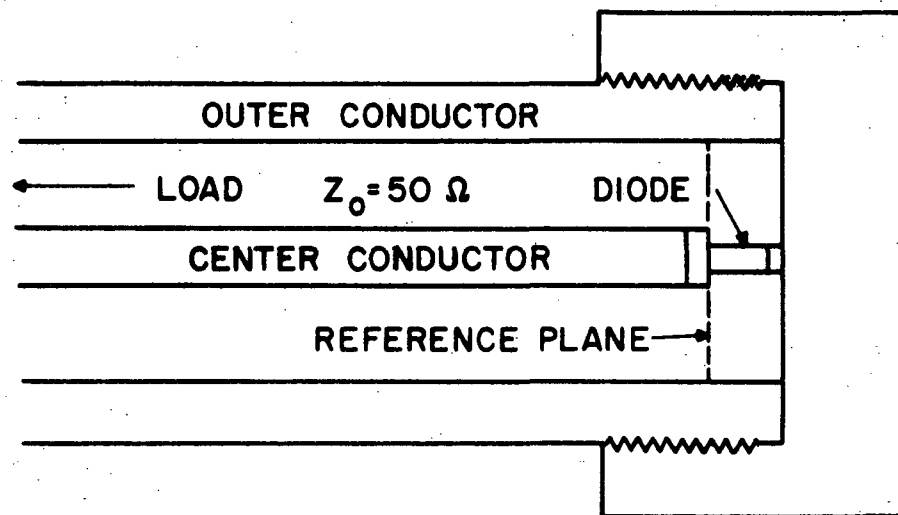 OUTER CONDUCTOR
LOAD Z₀=50 Ω DIODE
CENTER CONDUCTOR
REFERENCE PLANE